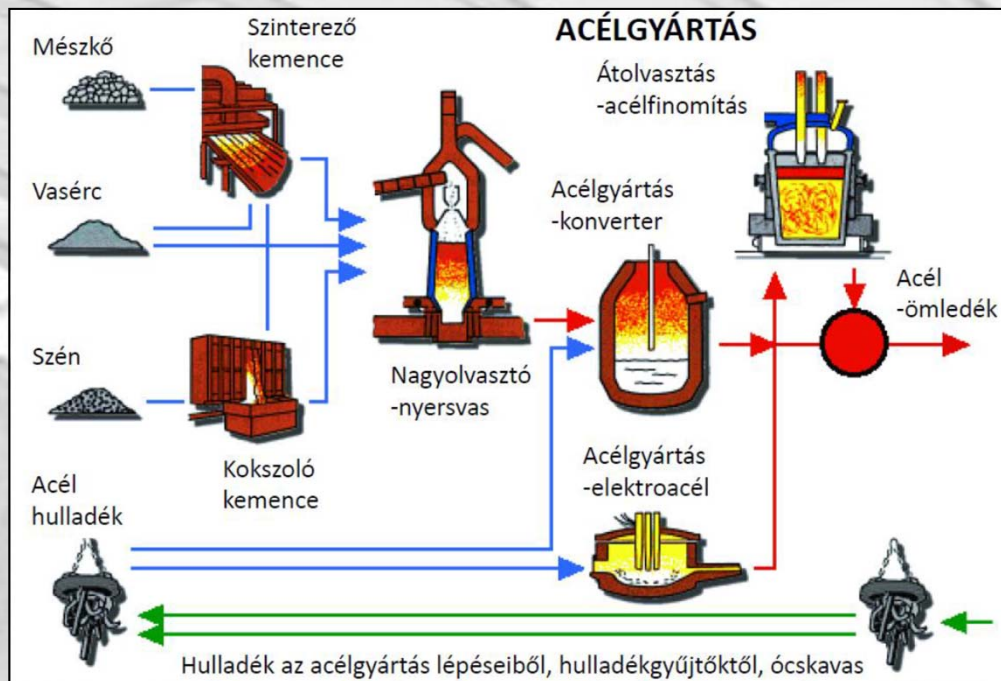 ACÉLGYÁRTÁS
Mészkő
Szinterező
kemence
Átolvasztás
-acélfinomítás
Vasérc
Acélgyártás
-konverter
Acél
-ömledék
Szén
Nagyolvasztó
-nyersvas
Kokszoló
kemence
Acélgyártás
-elektroacél
Acél
hulladék
Hulladék az acélgyártás lépéseiből, hulladékgyűjtőktől, ócskavas